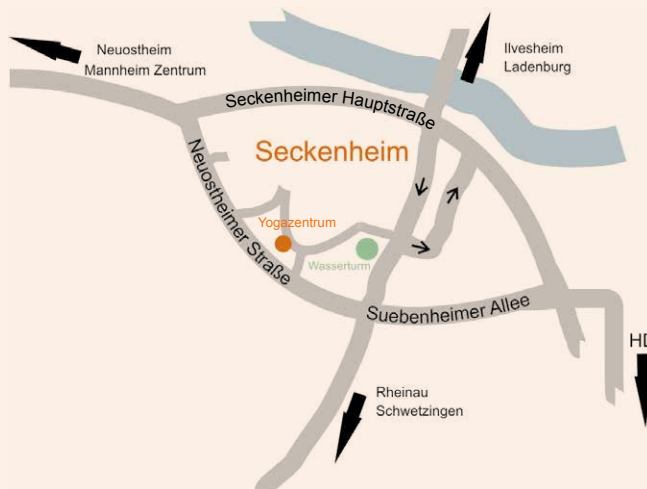 Neuostheim
Mannheim Zentrum
Ilvesheim
Ladenburg
Seckenheimer Hauptstraße
Seckenheim
Neuostheimer Straße
Yogazentrum
Wasserturm
Suebenheimer Allee
HD
Rheinau
Schwetzingen